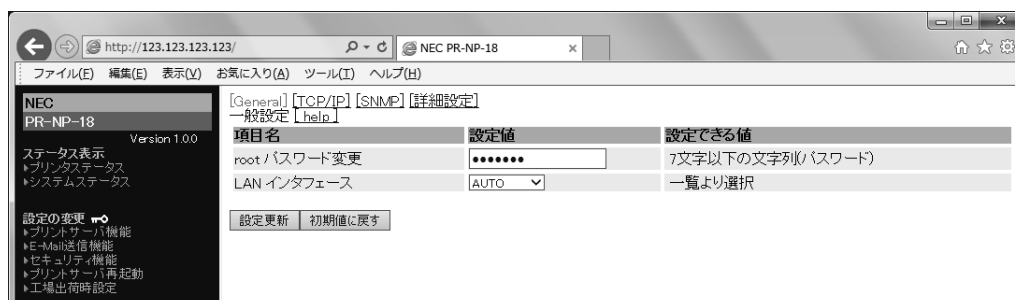 http://123.123.123.123/
NEC PR-NP-18
ファイル(F) 編集(E) 表示(V) お気に入り(A) ツール(T) ヘルプ(H)
NEC
PR-NP-18
Version 1.0.0
ステータス表示
プリンタステータス
システムステータス
設定の変更
プリントサーバ機能
E-Mail送信機能
セキュリティ機能
プリントサーバ再起動
工場出荷時設定
[General] [TCP/IP] [SNMP] [詳細設定]
一般設定 [ help ]
項目名 設定値 設定できる値
root パスワード変更 ●●●●●●● 7文字以下の文字列(パスワード)
LAN インタフェース AUTO 一覧より選択
設定更新 初期値に戻す